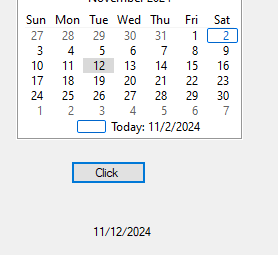 November 2024
Sun Mon Tue Wed Thu Fri Sat
27 28 29 30 31 1 2
3 4 5 6 7 8 9
10 11 12 13 14 15 16
17 18 19 20 21 22 23
24 25 26 27 28 29 30
1 2 3 4 5 6 7
Today: 11/2/2024
Click
11/12/2024